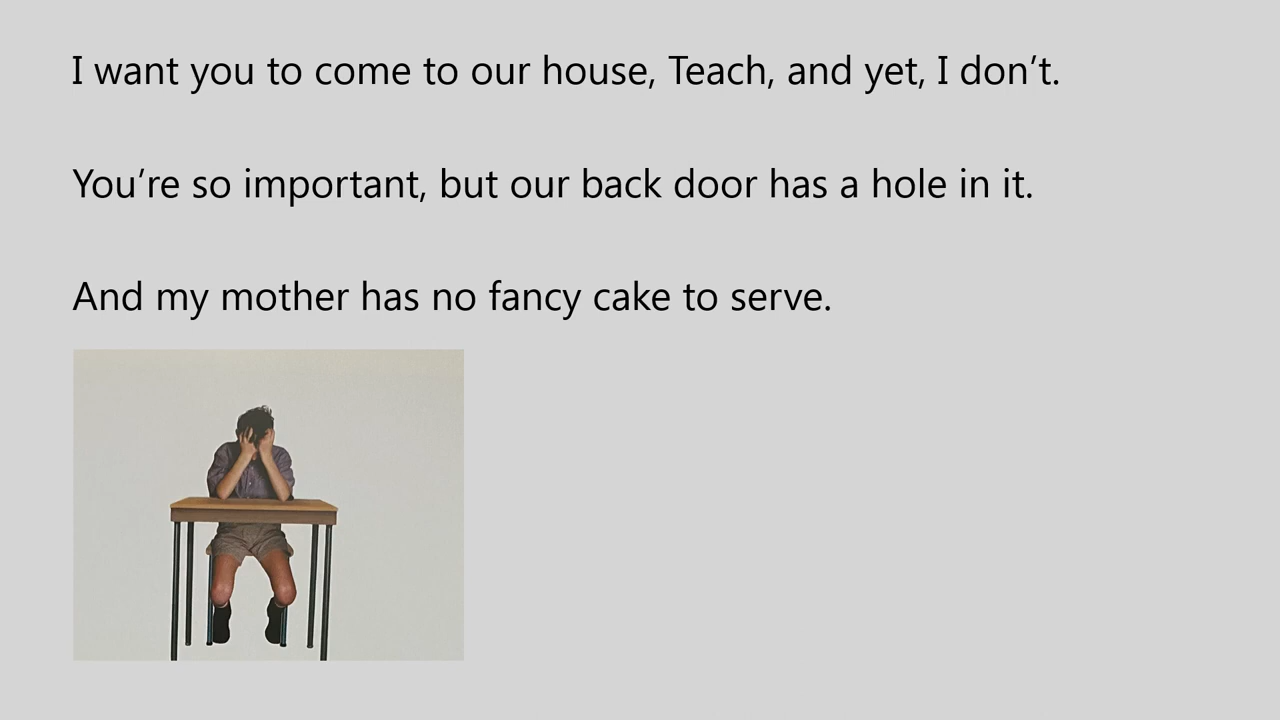 I want you to come to our house, Teach, and yet, I don’t.
You’re so important, but our back door has a hole in it.
And my mother has no fancy cake to serve.